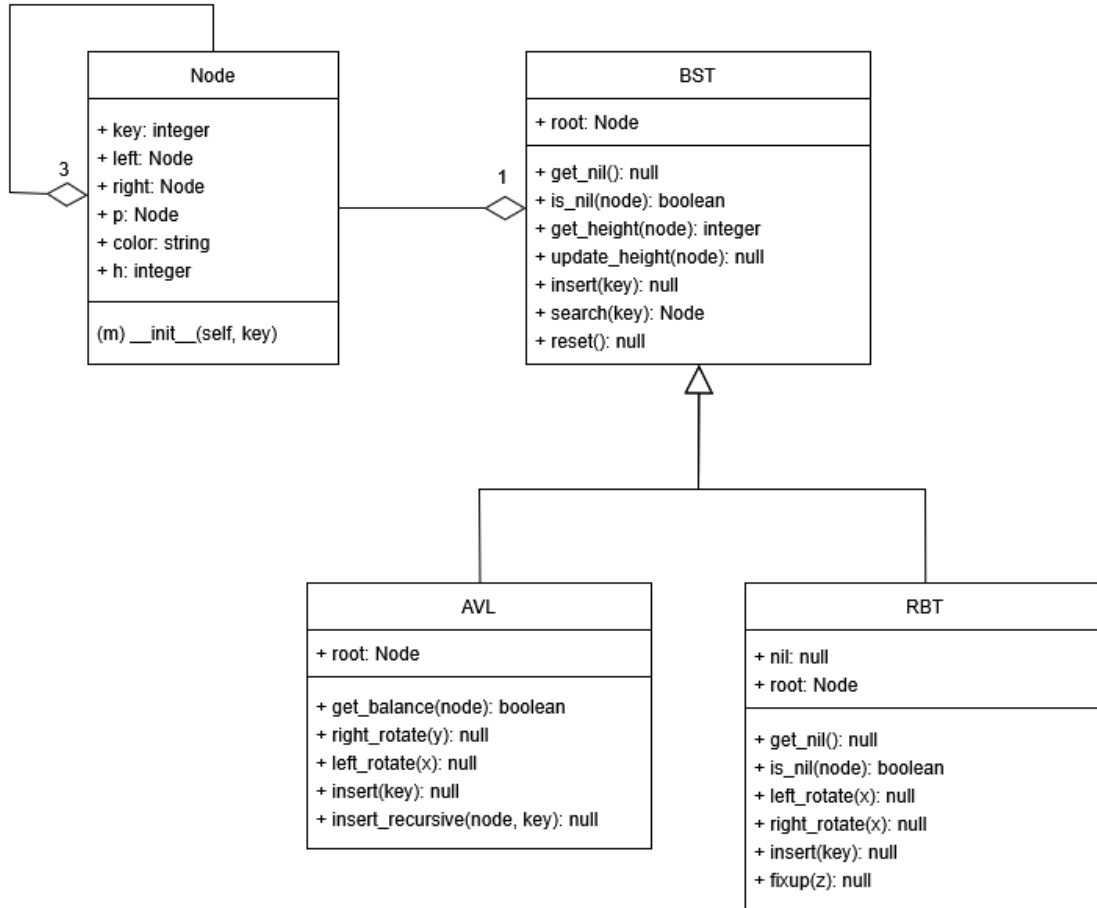 Node
+ key: integer
+ left: Node
+ right: Node
+ p: Node
+ color: string
+ h: integer
(m) __init__(self, key)
3
1
BST
+ root: Node
+ get_nil(): null
+ is_nil(node): boolean
+ get_height(node): integer
+ update_height(node): null
+ insert(key): null
+ search(key): Node
+ reset(): null
AVL
+ root: Node
+ get_balance(node): boolean
+ right_rotate(y): null
+ left_rotate(x): null
+ insert(key): null
+ insert_recursive(node, key): null
RBT
+ nil: null
+ root: Node
+ get_nil(): null
+ is_nil(node): boolean
+ left_rotate(x): null
+ right_rotate(x): null
+ insert(key): null
+ fixup(z): null